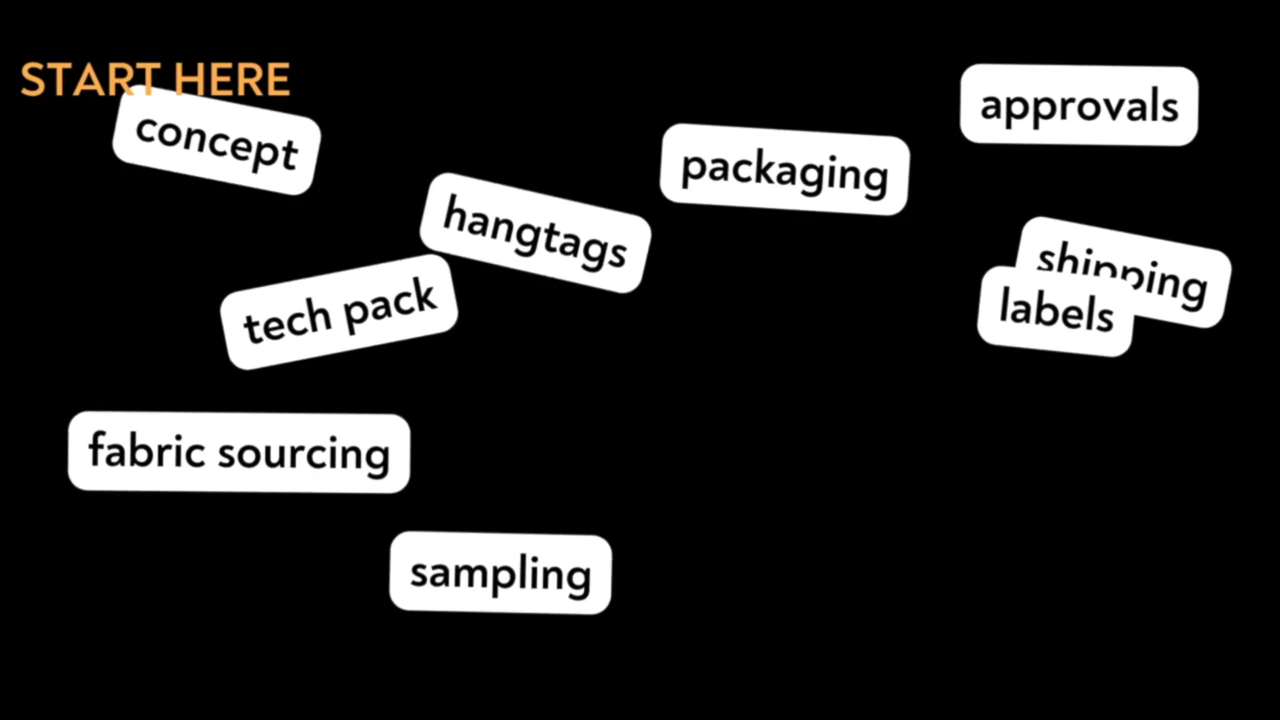 START HERE
concept
approvals
packaging
hangtags
shipping
labels
tech pack
fabric sourcing
sampling